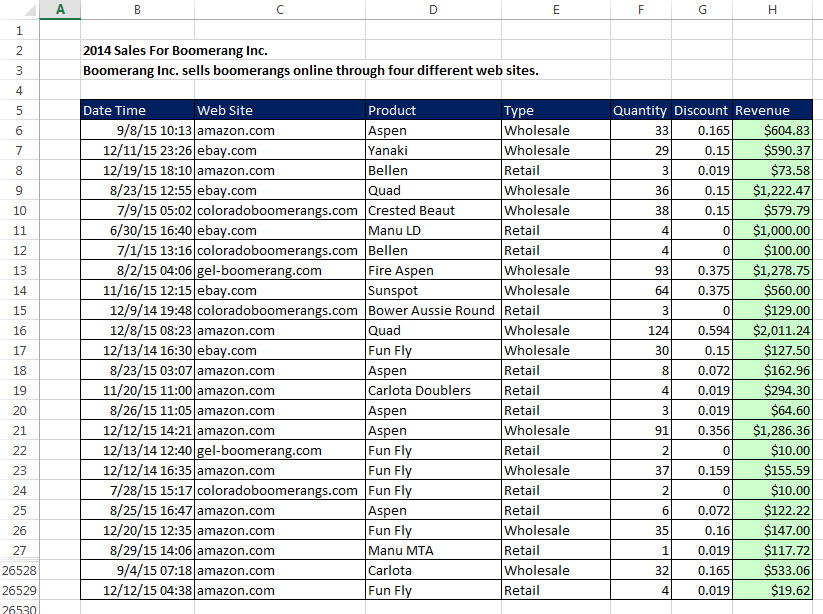 A B C D E F G H
1
2 2014 Sales For Boomerang Inc.
3 Boomerang Inc. sells boomerangs online through four different web sites.
4
5 Date Time Web Site Product Type Quantity Discount Revenue
6 9/8/15 10:13 amazon.com Aspen Wholesale 33 0.165 $604.83
7 12/11/15 23:26 ebay.com Yanaki Wholesale 29 0.15 $590.37
8 12/19/15 18:10 amazon.com Bellen Retail 3 0.019 $73.58
9 8/23/15 12:55 ebay.com Quad Wholesale 36 0.15 $1,222.47
10 7/9/15 05:02 coloradoboomerangs.com Crested Beaut Wholesale 38 0.15 $579.79
11 6/30/15 16:40 ebay.com Manu LD Retail 4 0 $1,000.00
12 7/1/15 13:16 coloradoboomerangs.com Bellen Retail 4 0 $100.00
13 8/2/15 04:06 gel-boomerang.com Fire Aspen Wholesale 93 0.375 $1,278.75
14 11/16/15 12:15 ebay.com Sunspot Wholesale 64 0.375 $560.00
15 12/9/14 19:48 coloradoboomerangs.com Bower Aussie Round Retail 3 0 $129.00
16 12/8/15 08:23 amazon.com Quad Wholesale 124 0.594 $2,011.24
17 12/13/14 16:30 ebay.com Fun Fly Wholesale 30 0.15 $127.50
18 8/23/15 03:07 amazon.com Aspen Retail 8 0.072 $162.96
19 11/20/15 11:00 amazon.com Carlota Doublers Retail 4 0.019 $294.30
20 8/26/15 11:05 amazon.com Aspen Retail 3 0.019 $64.60
21 12/12/15 14:21 amazon.com Aspen Wholesale 91 0.356 $1,286.36
22 12/13/14 12:40 gel-boomerang.com Fun Fly Retail 2 0 $10.00
23 12/12/14 16:35 amazon.com Fun Fly Wholesale 37 0.159 $155.59
24 7/28/15 15:17 coloradoboomerangs.com Fun Fly Retail 2 0 $10.00
25 8/25/15 16:47 amazon.com Aspen Retail 6 0.072 $122.22
26 12/20/15 12:35 amazon.com Fun Fly Wholesale 35 0.16 $147.00
27 8/29/15 14:06 amazon.com Manu MTA Retail 1 0.019 $117.72
26528 9/4/15 07:18 amazon.com Carlota Wholesale 32 0.165 $533.06
26529 12/12/15 04:38 amazon.com Fun Fly Retail 4 0.019 $19.62
26530